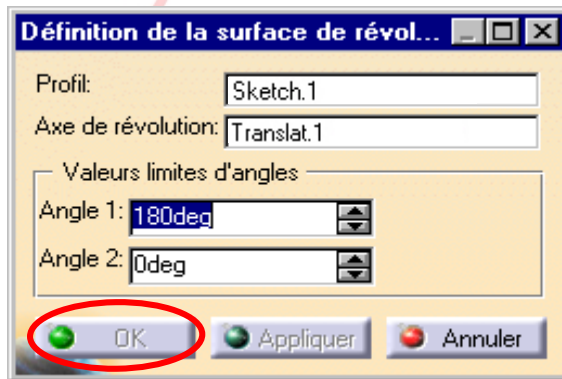 Définition de la surface de révol...
Profil: Sketch.1
Axe de révolution: Translat.1
Valeurs limites d'angles
Angle 1: 180deg
Angle 2: 0deg
OK Appliquer Annuler